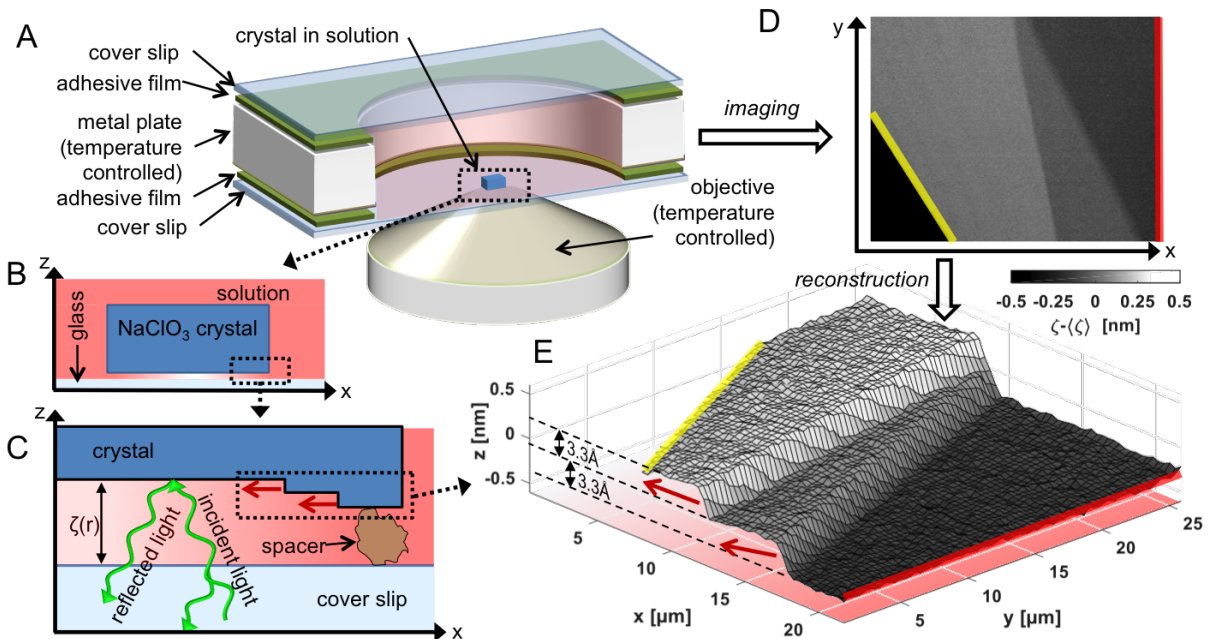 A
cover slip
adhesive film
metal plate
(temperature
controlled)
adhesive film
cover slip
crystal in solution
objective
(temperature
controlled)
imaging
D
y
x
reconstruction
-0.5 -0.25 0 0.25 0.5
ζ-⟨ζ⟩ [nm]
B
z
glass
solution
NaClO₃ crystal
x
C
z
crystal
ζ(r)
reflected light
incident light
spacer
cover slip
x
E
z [nm]
0.5
0
-0.5
3.3Å
3.3Å
5
10
15
20
x [µm]
5
10
15
20
25
y [µm]